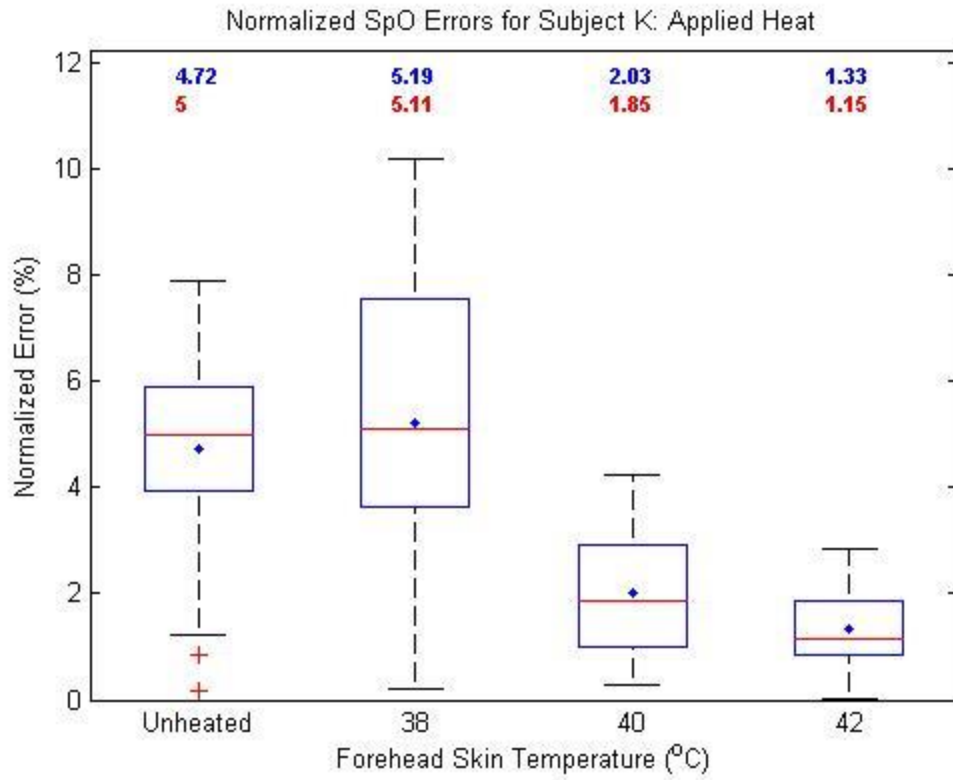 Normalized SpO Errors for Subject K: Applied Heat
12
4.72 5.19 2.03 1.33
5 5.11 1.85 1.15
10
8
6
4
2
0
Normalized Error (%)
Unheated 38 40 42
Forehead Skin Temperature (°C)